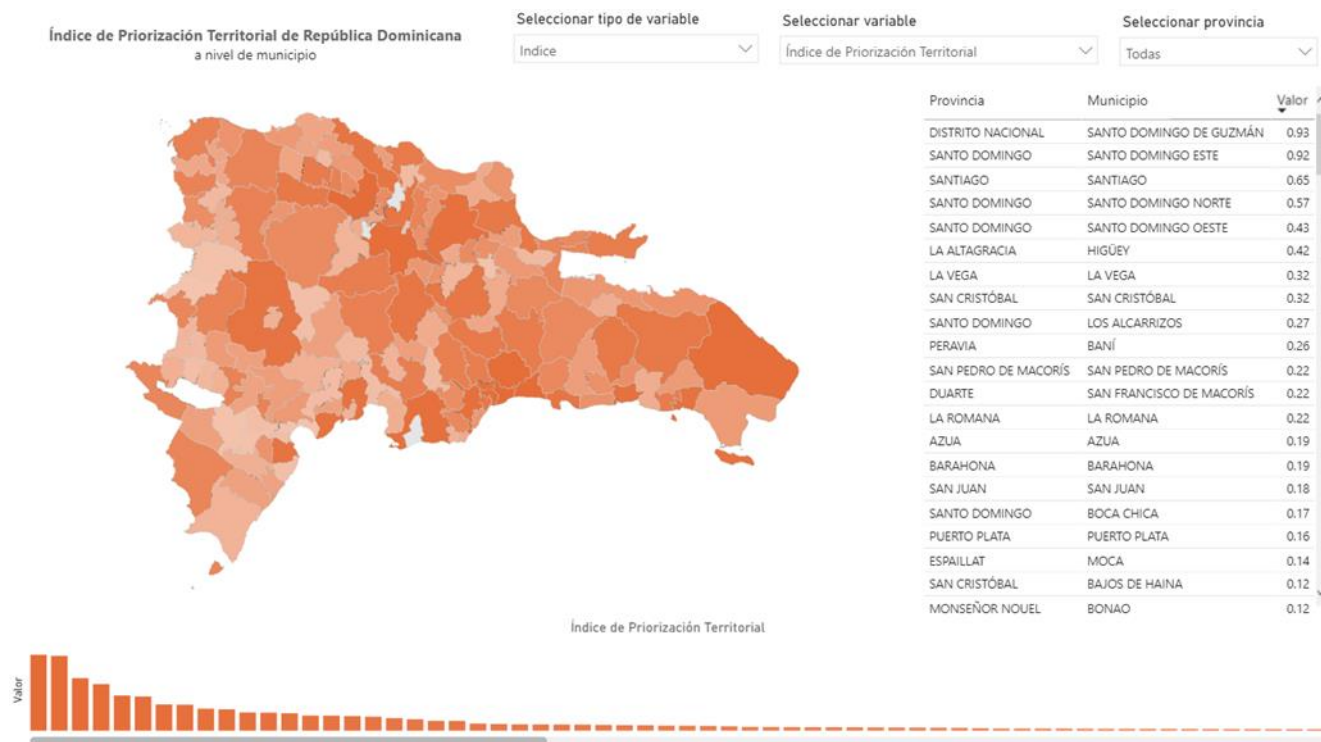 Índice de Priorización Territorial de República Dominicana
a nivel de municipio
Seleccionar tipo de variable
Indice
Seleccionar variable
Índice de Priorización Territorial
Seleccionar provincia
Todas
Provincia Municipio Valor
DISTRITO NACIONAL SANTO DOMINGO DE GUZMÁN 0.93
SANTO DOMINGO SANTO DOMINGO ESTE 0.92
SANTIAGO SANTIAGO 0.65
SANTO DOMINGO SANTO DOMINGO NORTE 0.57
SANTO DOMINGO SANTO DOMINGO OESTE 0.43
LA ALTAGRACIA HIGÜEY 0.42
LA VEGA LA VEGA 0.32
SAN CRISTÓBAL SAN CRISTÓBAL 0.32
SANTO DOMINGO LOS ALCARRIZOS 0.27
PERAVIA BANÍ 0.26
SAN PEDRO DE MACORÍS SAN PEDRO DE MACORÍS 0.22
DUARTE SAN FRANCISCO DE MACORÍS 0.22
LA ROMANA LA ROMANA 0.22
AZUA AZUA 0.19
BARAHONA BARAHONA 0.19
SAN JUAN SAN JUAN 0.18
SANTO DOMINGO BOCA CHICA 0.17
PUERTO PLATA PUERTO PLATA 0.16
ESPAILLAT MOCA 0.14
SAN CRISTÓBAL BAJOS DE HAINA 0.12
MONSEÑOR NOUEL BONAO 0.12
Índice de Priorización Territorial
Valor